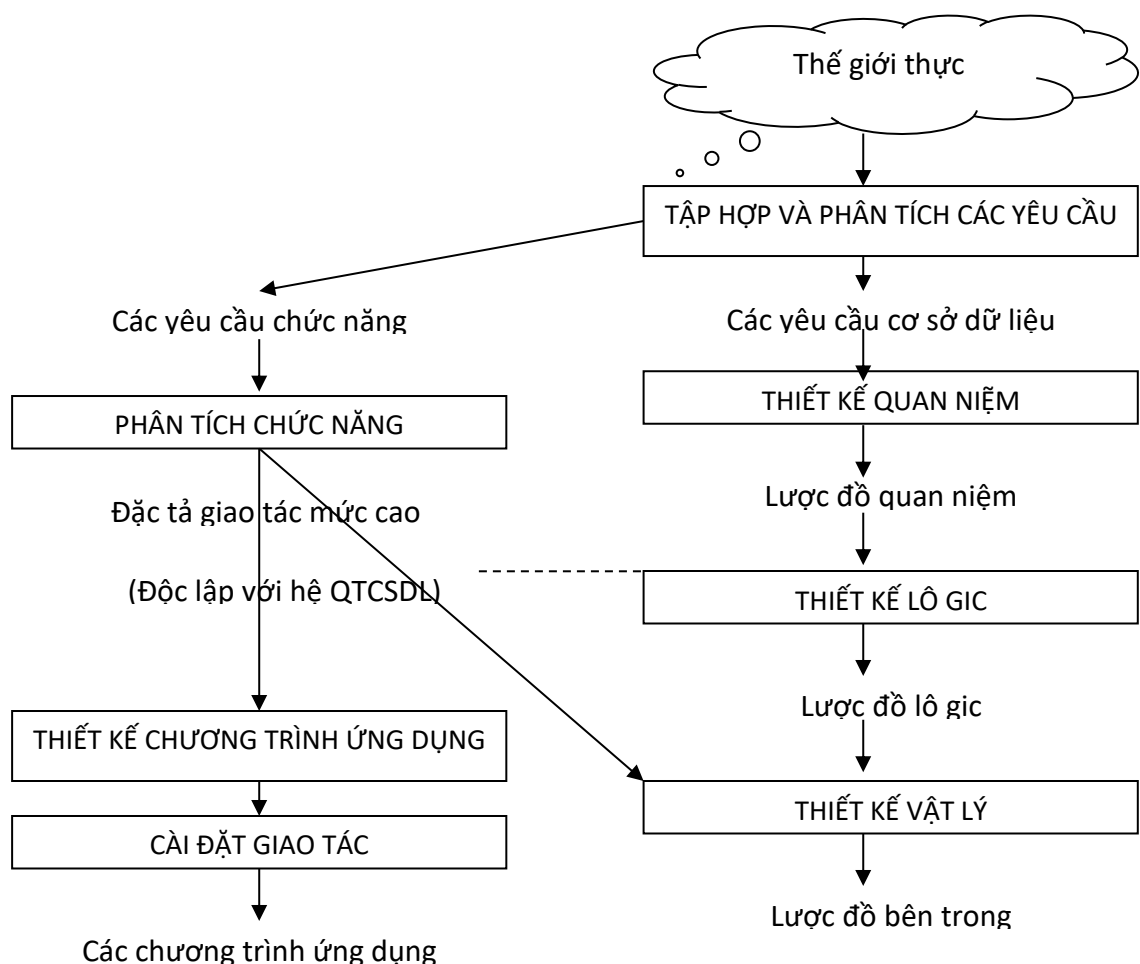 Thế giới thực
TẬP HỢP VÀ PHÂN TÍCH CÁC YÊU CẦU
Các yêu cầu chức năng
Các yêu cầu cơ sở dữ liệu
THIẾT KẾ QUAN NIỆM
PHÂN TÍCH CHỨC NĂNG
Lược đồ quan niệm
Đặc tả giao tác mức cao
(Độc lập với hệ QTCSDL)
THIẾT KẾ LÔ GIC
Lược đồ lô gic
THIẾT KẾ CHƯƠNG TRÌNH ỨNG DỤNG
THIẾT KẾ VẬT LÝ
CÀI ĐẶT GIAO TÁC
Lược đồ bên trong
Các chương trình ứng dụng